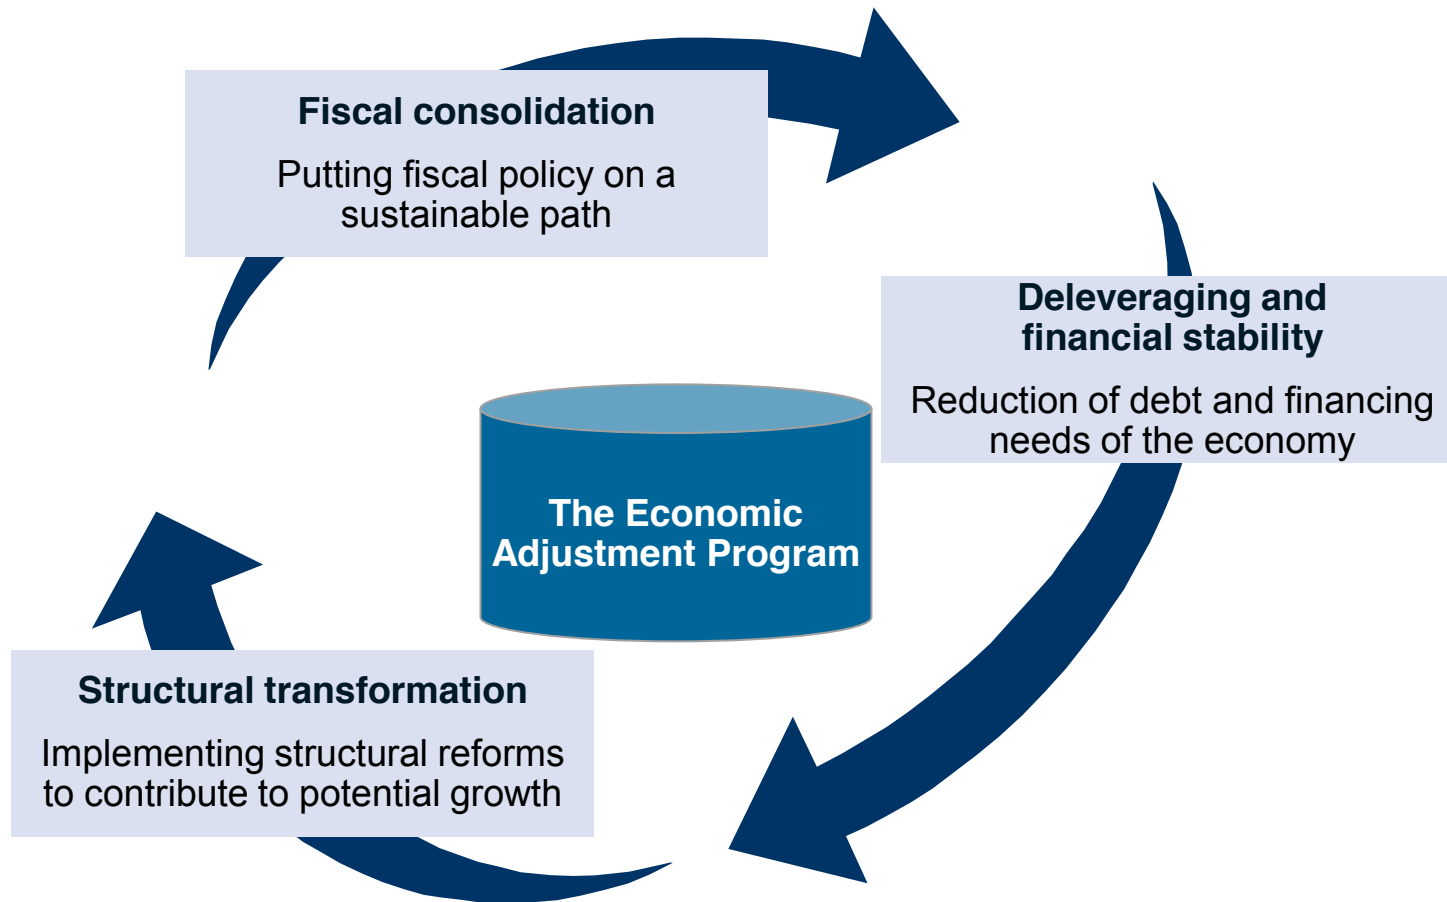 Fiscal consolidation
Putting fiscal policy on a
sustainable path
Deleveraging and
financial stability
Reduction of debt and financing
needs of the economy
The Economic
Adjustment Program
Structural transformation
Implementing structural reforms
to contribute to potential growth